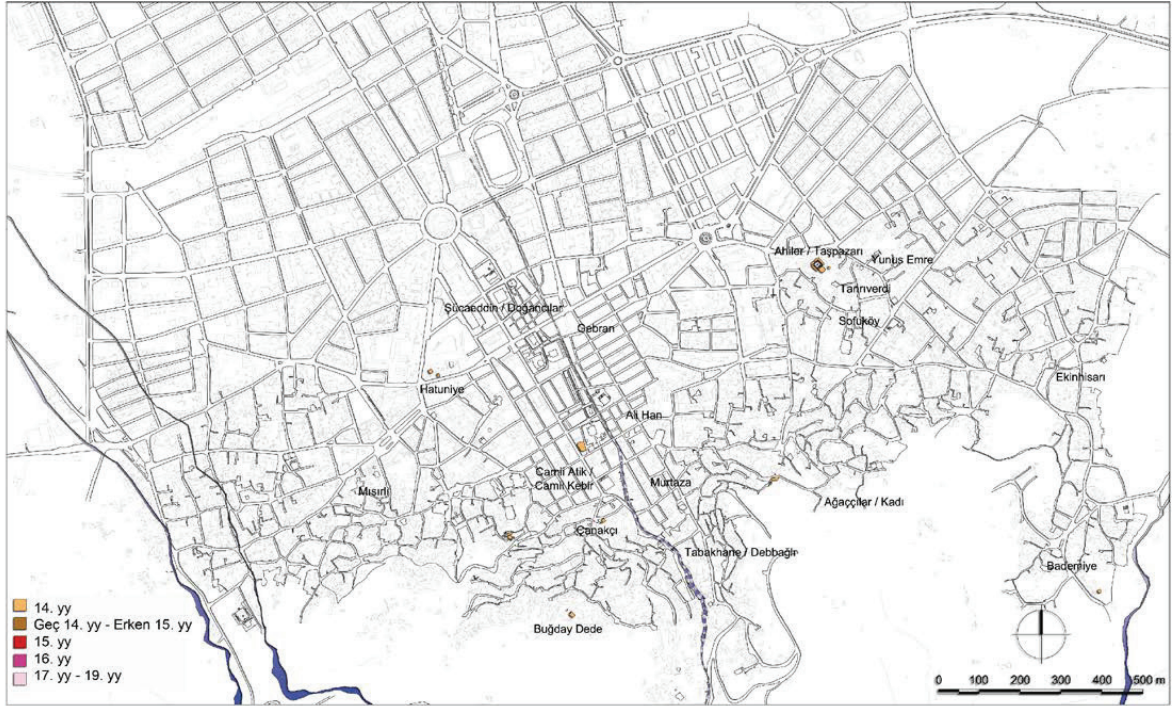 Ahiler / Taşpazarı
Yunus Emre
Tanrıverdi
Şücaeddin / Doğancılar
Gebran
Sofuköy
Ekinhisarı
Hatuniye
Ali Han
Camii Atik /
Camii Kebir
Mısırlı
Murtaza
Ağaççılar / Kadı
Çanakçı
Tabakhane / Debbağlr
Bademiye
Buğday Dede
14. yy
Geç 14. yy - Erken 15. yy
15. yy
16. yy
17. yy - 19. yy
0 100 200 300 400 500 m